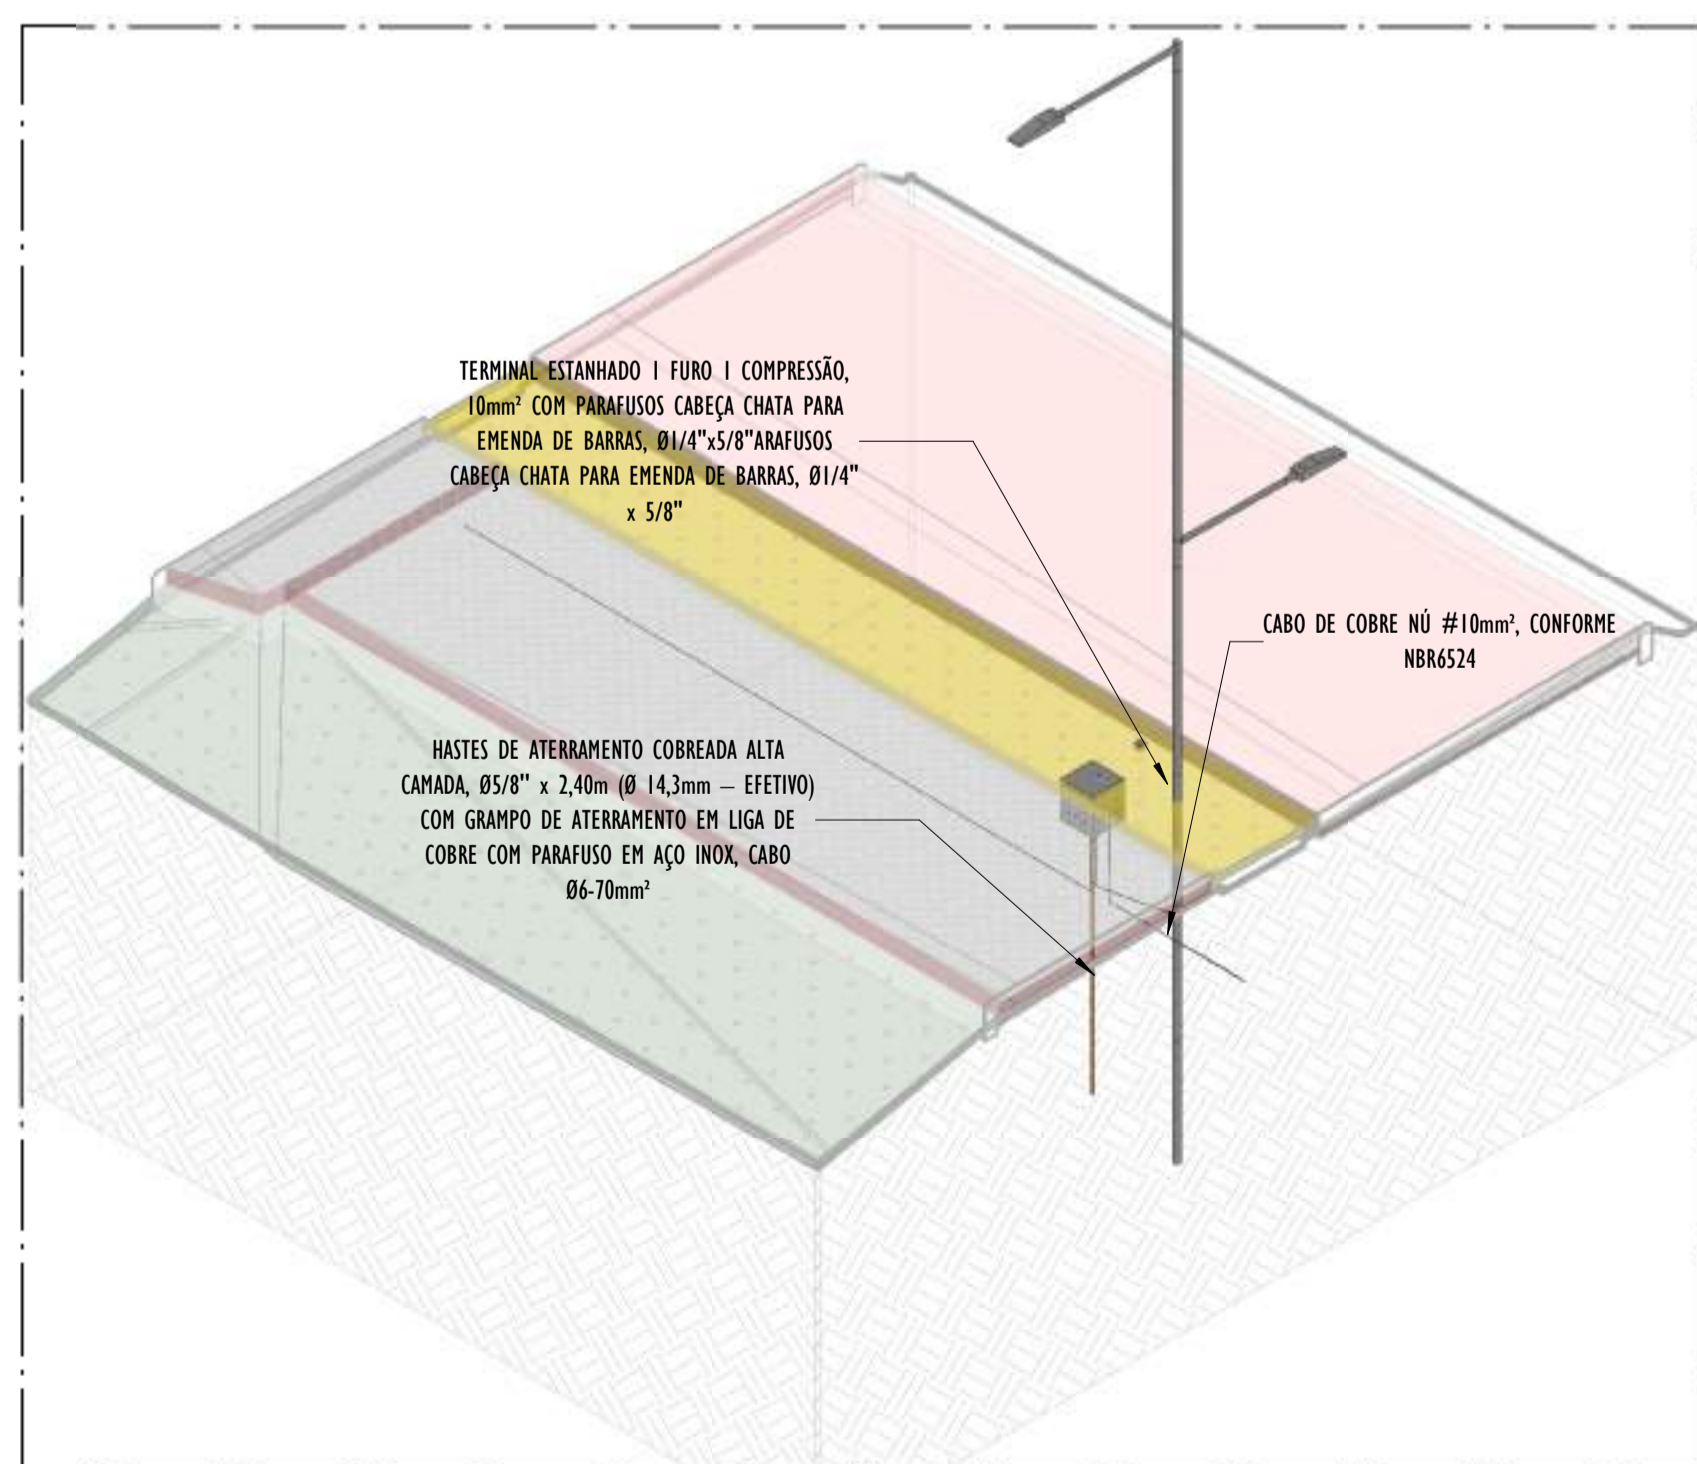 TERMINAL ESTANHADO 1 FURO 1 COMPRESSÃO,
10mm² COM PARAFUSOS CABEÇA CHATA PARA
EMENDA DE BARRAS, Ø1/4"x5/8"ARAFUSOS
CABEÇA CHATA PARA EMENDA DE BARRAS, Ø1/4"
x 5/8"
CABO DE COBRE NÚ #10mm², CONFORME
NBR6524
HASTES DE ATERRAMENTO COBREADA ALTA
CAMADA, Ø5/8" x 2,40m (Ø 14,3mm – EFETIVO)
COM GRAMPO DE ATERRAMENTO EM LIGA DE
COBRE COM PARAFUSO EM AÇO INOX, CABO
Ø6-70mm²